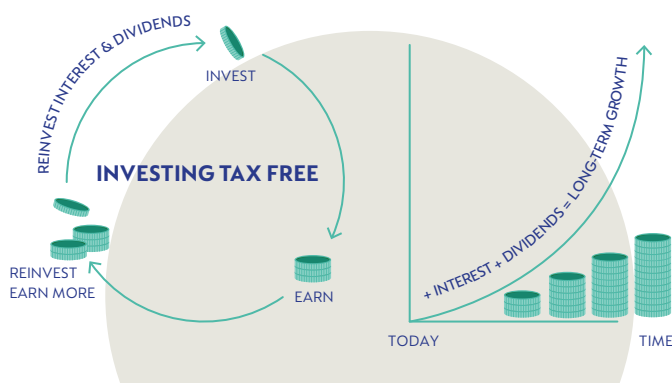 REINVEST INTEREST & DIVIDENDS
INVEST
INVESTING TAX FREE
REINVEST
EARN MORE
EARN
+ INTEREST + DIVIDENDS = LONG-TERM GROWTH
TODAY
TIME